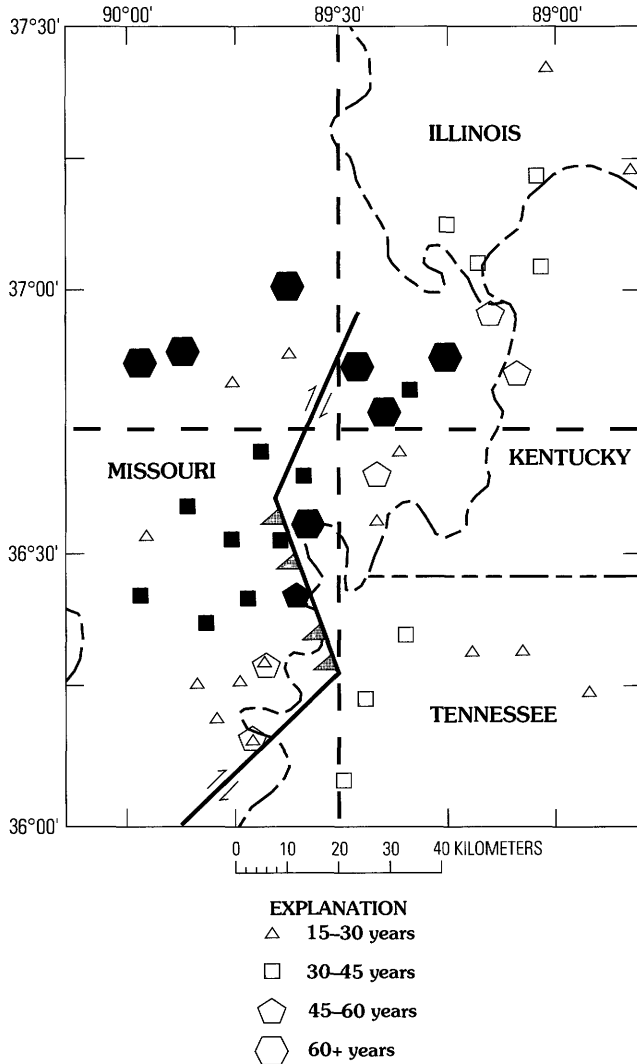 90°00' 89°30' 89°00'
37°30'
ILLINOIS
37°00'
MISSOURI
KENTUCKY
36°30'
TENNESSEE
36°00'
0 10 20 30 40 KILOMETERS
EXPLANATION
15–30 years
30–45 years
45–60 years
60+ years